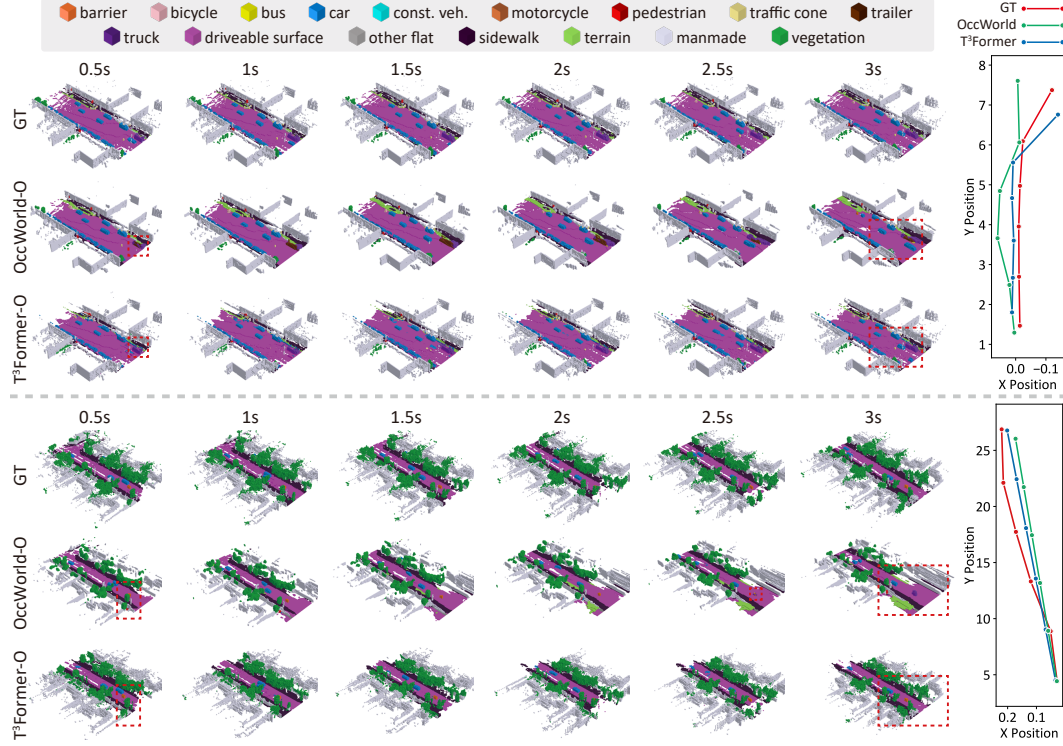 barrier bicycle bus car const. veh. motorcycle pedestrian traffic cone trailer
truck driveable surface other flat sidewalk terrain manmade vegetation
GT
OccWorld
T³Former
0.5s 1s 1.5s 2s 2.5s 3s
GT
OccWorld-O
T³Former-O
8
7
6
5
4
3
2
1
Y Position
0.0 −0.1
X Position
0.5s 1s 1.5s 2s 2.5s 3s
GT
OccWorld-O
T³Former-O
25
20
15
10
5
Y Position
0.2 0.1
X Position